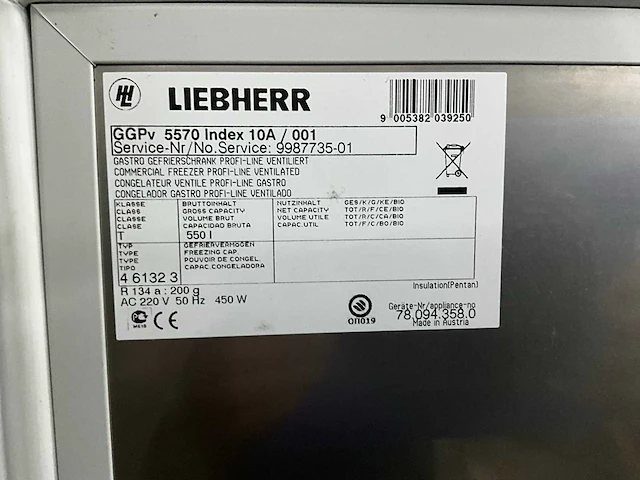 HL LIEBHERR
9 005382 039250
GGPv 5570 Index 10A / 001
Service-Nr/No.Service: 9987735-01
GASTRO GEFRIERSCHRANK PROFI-LINE VENTILIERT
COMMERCIAL FREEZER PROFI-LINE VENTILATED
CONGELATEUR VENTILE PROFI-LINE GASTRO
CONGELADOR GASTRO PROFI-LINE VENTILADO
KLASSE BRUTTOINHALT NUTZINHALT GES/K/G/KE/BIO
CLASS GROSS CAPACITY NET CAPACITY TOT/R/F/CE/BIO
CLASSE VOLUME BRUT VOLUME UTILE TOT/R/C/CA/BIO
CLASE CAPACIDAD BRUTA CAPAC.UTIL TOT/F/C/BO/BIO
T 550 l
TYP GEFRIERVERMOGEN
TYPE FREEZING CAP
TYPE POUVOIR DE CONGEL.
TIPO CAPAC.CONGELADORA
4 6132 3
Insulation(Pentan)
R 134 a : 200 g
AC 220 V 50 Hz 450 W
ME18 CE
ОП019
Geräte-Nr/appliance-no
78.094.358.0
Made in Austria